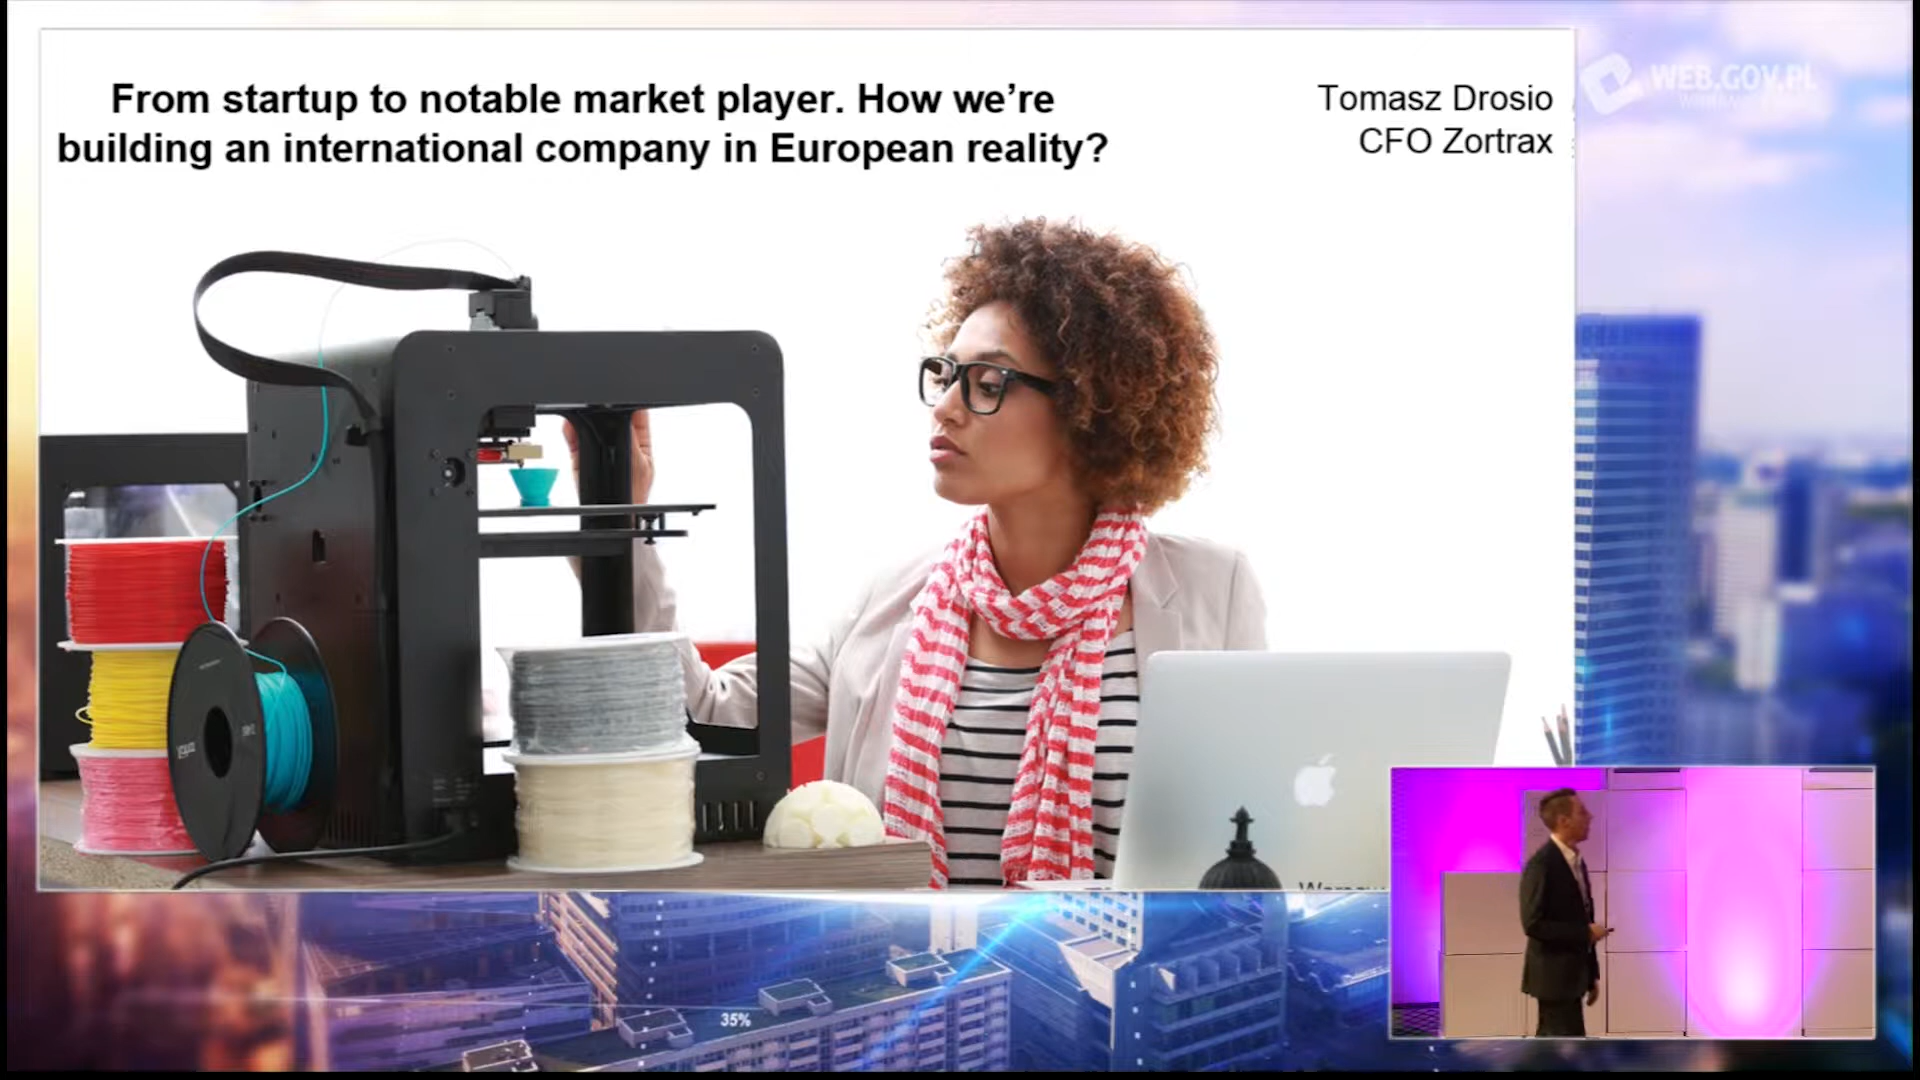 From startup to notable market player. How we're
building an international company in European reality?
Tomasz Drosio
CFO Zortrax
WEB.GOV.PL
35%